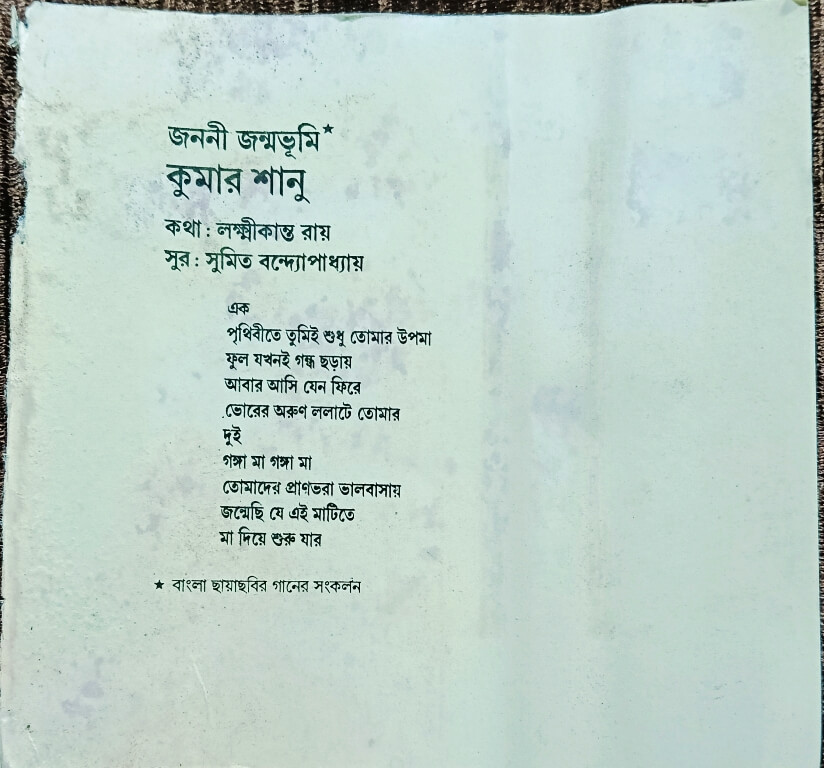 জননী জন্মভূমি★
কুমার শানু
কথা : লক্ষ্মীকান্ত রায়
সুর : সুমিত বন্দ্যোপাধ্যায়
এক
পৃথিবীতে তুমিই শুধু তোমার উপমা
ফুল যখনই গন্ধ ছড়ায়
আবার আসি যেন ফিরে
ভোরের অরুণ ললাটে তোমার
দুই
গঙ্গা মা গঙ্গা মা
তোমাদের প্রাণভরা ভালবাসায়
জন্মেছি যে এই মাটিতে
মা দিয়ে শুরু যার
★ বাংলা ছায়াছবির গানের সংকলন